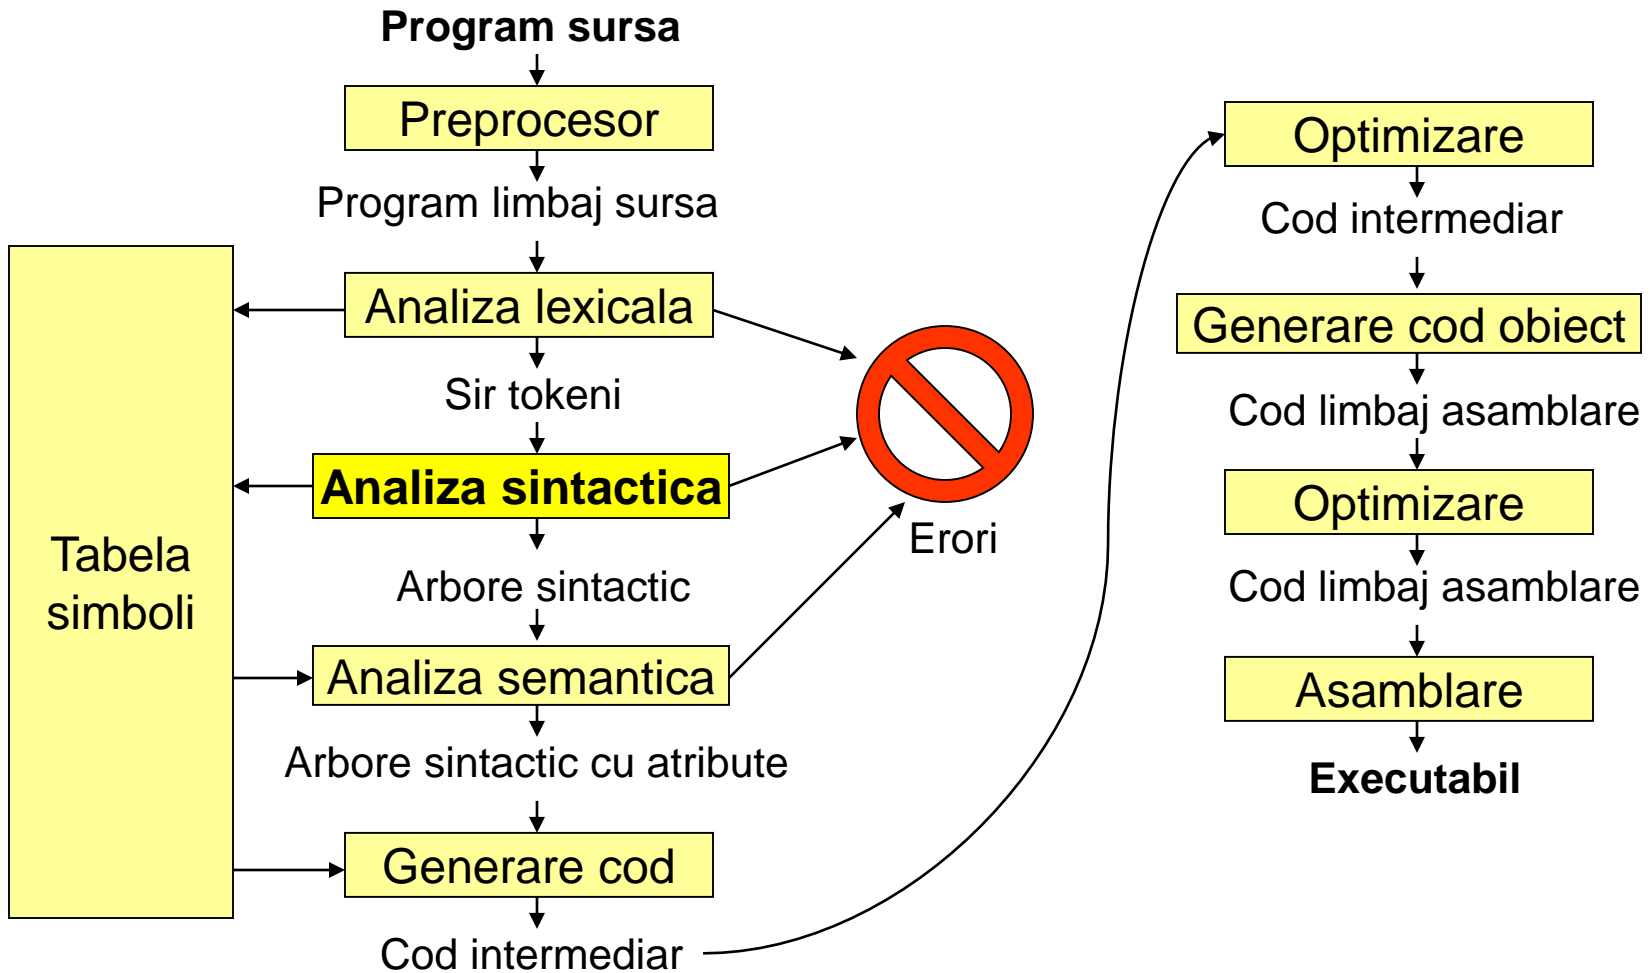 Program sursa
Preprocesor
Program limbaj sursa
Analiza lexicala
Sir tokeni
Analiza sintactica
Arbore sintactic
Analiza semantica
Arbore sintactic cu atribute
Generare cod
Cod intermediar
Tabela
simboli
Erori
Optimizare
Cod intermediar
Generare cod obiect
Cod limbaj asamblare
Optimizare
Cod limbaj asamblare
Asamblare
Executabil